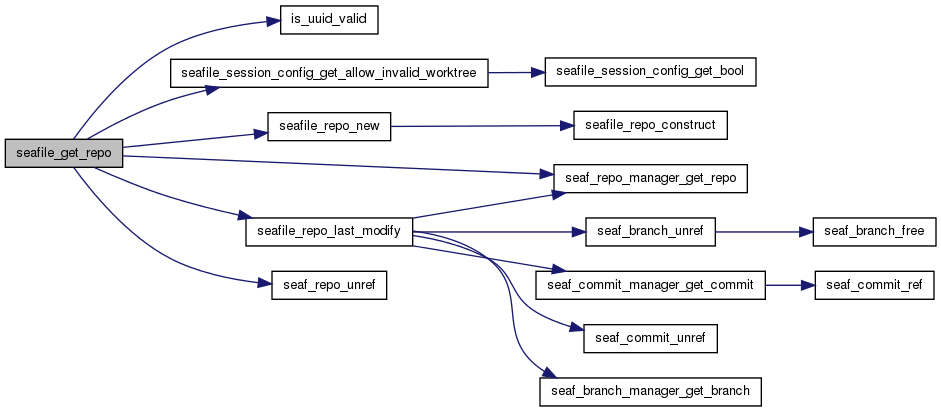 is_uuid_valid
seafile_session_config_get_allow_invalid_worktree
seafile_session_config_get_bool
seafile_repo_new
seafile_repo_construct
seafile_get_repo
seaf_repo_manager_get_repo
seafile_repo_last_modify
seaf_branch_unref
seaf_branch_free
seaf_repo_unref
seaf_commit_manager_get_commit
seaf_commit_ref
seaf_commit_unref
seaf_branch_manager_get_branch